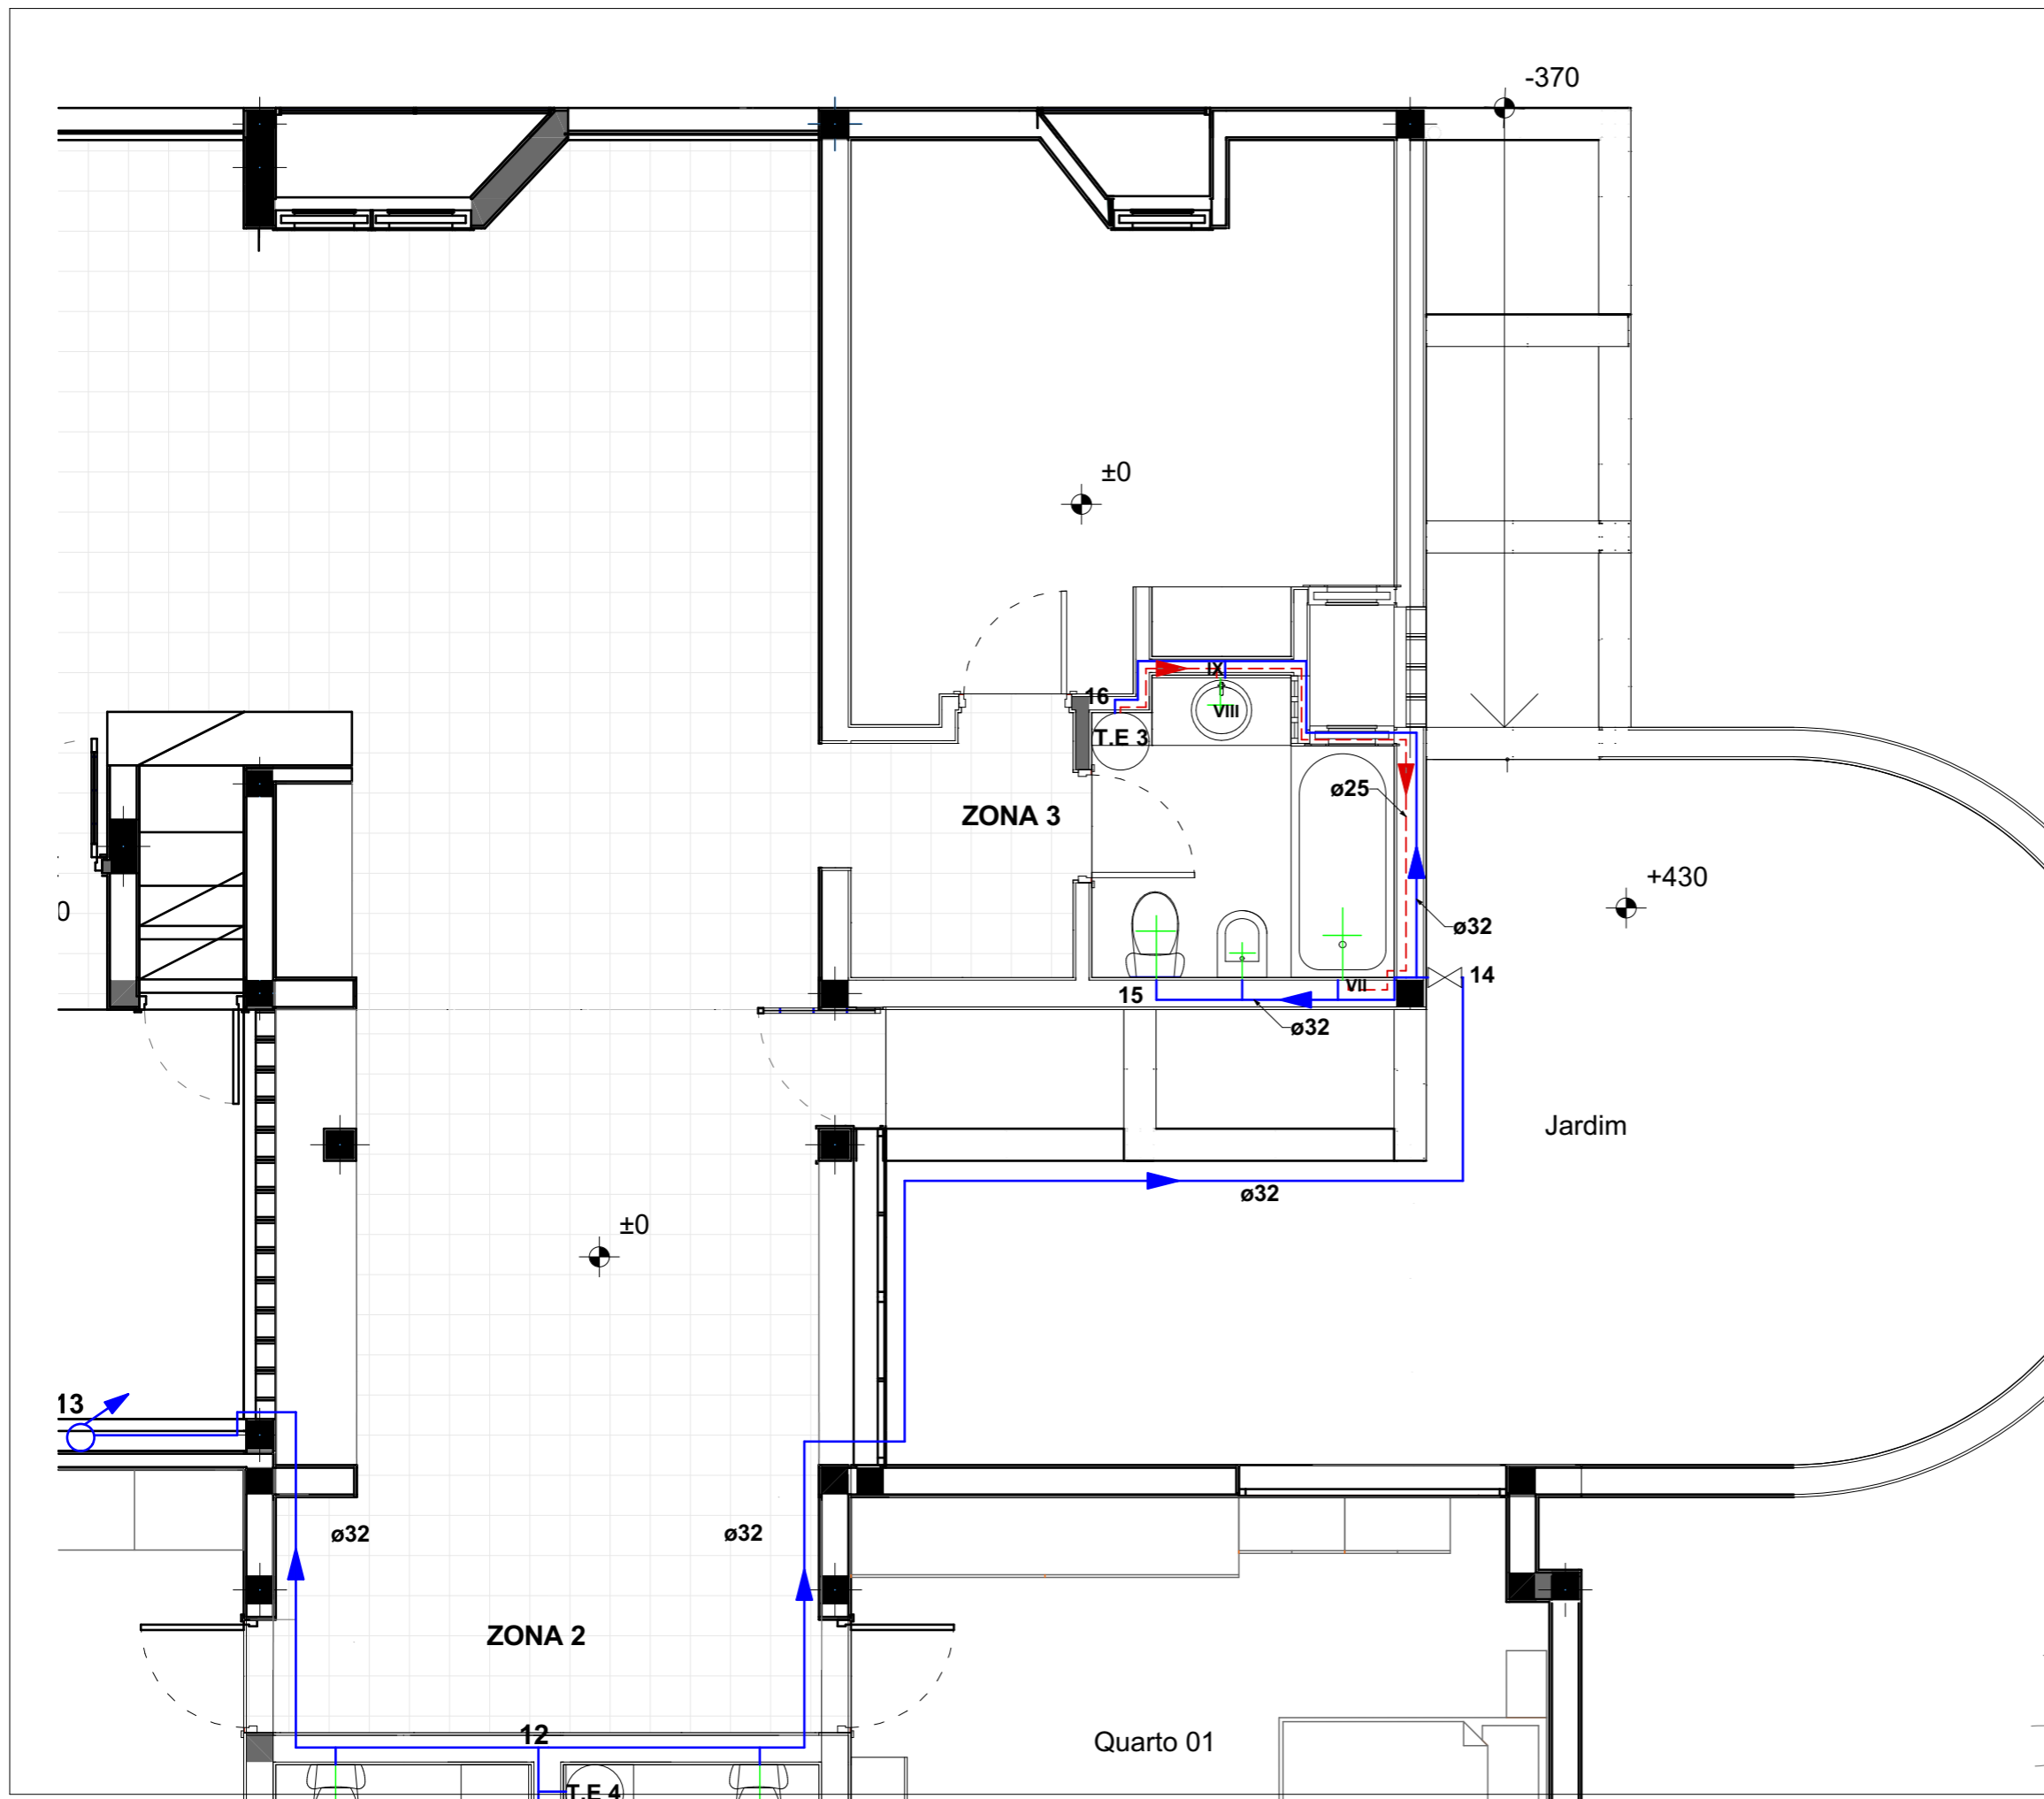 -370
±0
16
IX
VIII
T.E 3
ø25
ZONA 3
+430
0
ø32
14
15
VII
ø32
Jardim
ø32
±0
13
ø32
ø32
ZONA 2
12
Quarto 01
T.E 4